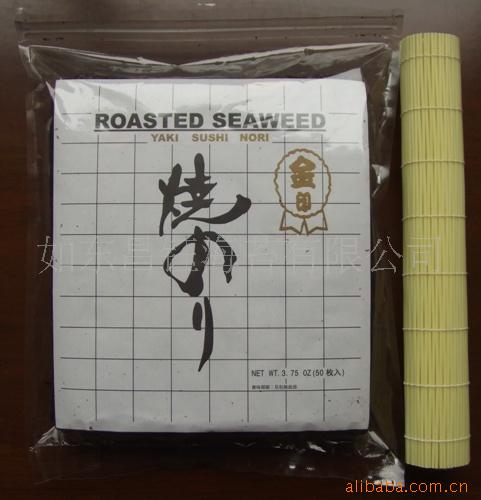 ROASTED SEAWEED
YAKI SUSHI NORI
金
印
焼のり
NET WT. 3.75 OZ(50枚入)
alibaba.com.cn